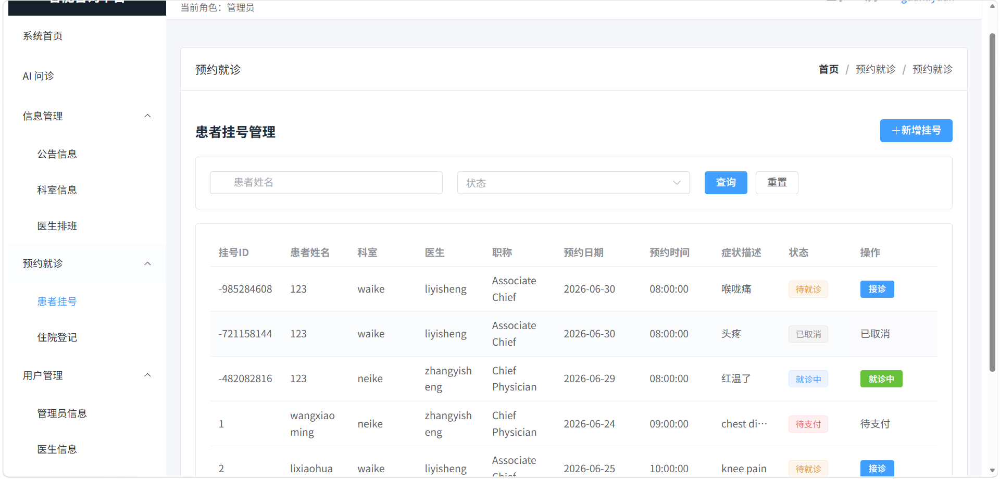 当前角色：管理员
系统首页
AI 问诊
信息管理
公告信息
科室信息
医生排班
预约就诊
患者挂号
住院登记
用户管理
管理员信息
医生信息
预约就诊
首页 / 预约就诊 / 预约就诊
患者挂号管理
+新增挂号
患者姓名
状态
查询
重置
挂号ID 患者姓名 科室 医生 职称 预约日期 预约时间 症状描述 状态 操作
-985284608 123 waike liyisheng Associate Chief 2026-06-30 08:00:00 喉咙痛 待就诊 接诊
-721158144 123 waike liyisheng Associate Chief 2026-06-30 08:00:00 头疼 已取消 已取消
-482082816 123 neike zhangyisheng Chief Physician 2026-06-29 08:00:00 红温了 就诊中 就诊中
1 wangxiaoming neike zhangyisheng Chief Physician 2026-06-24 09:00:00 chest di··· 待支付 待支付
2 lixiaohua waike liyisheng Associate Chief 2026-06-25 10:00:00 knee pain 待就诊 接诊